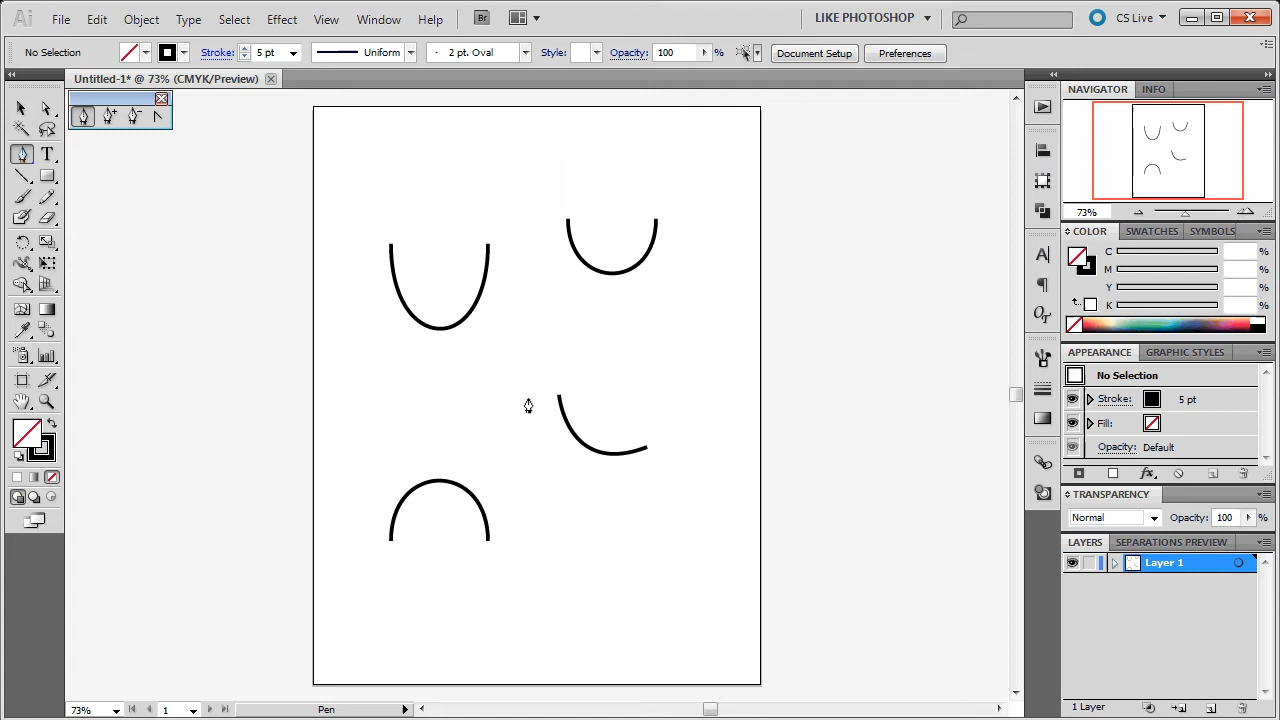 Ai File Edit Object Type Select Effect View Window Help Br LIKE PHOTOSHOP CS Live
No Selection Stroke: 5 pt Uniform 2 pt. Oval Style: Opacity: 100 % Document Setup Preferences
Untitled-1* @ 73% (CMYK/Preview)
T
NAVIGATOR INFO
73%
COLOR SWATCHES SYMBOLS
C %
M %
Y %
K %
APPEARANCE GRAPHIC STYLES
No Selection
Stroke: 5 pt
Fill:
Opacity: Default
fx
TRANSPARENCY
Normal Opacity: 100 %
LAYERS SEPARATIONS PREVIEW
Layer 1
1 Layer
73% 1 Pen